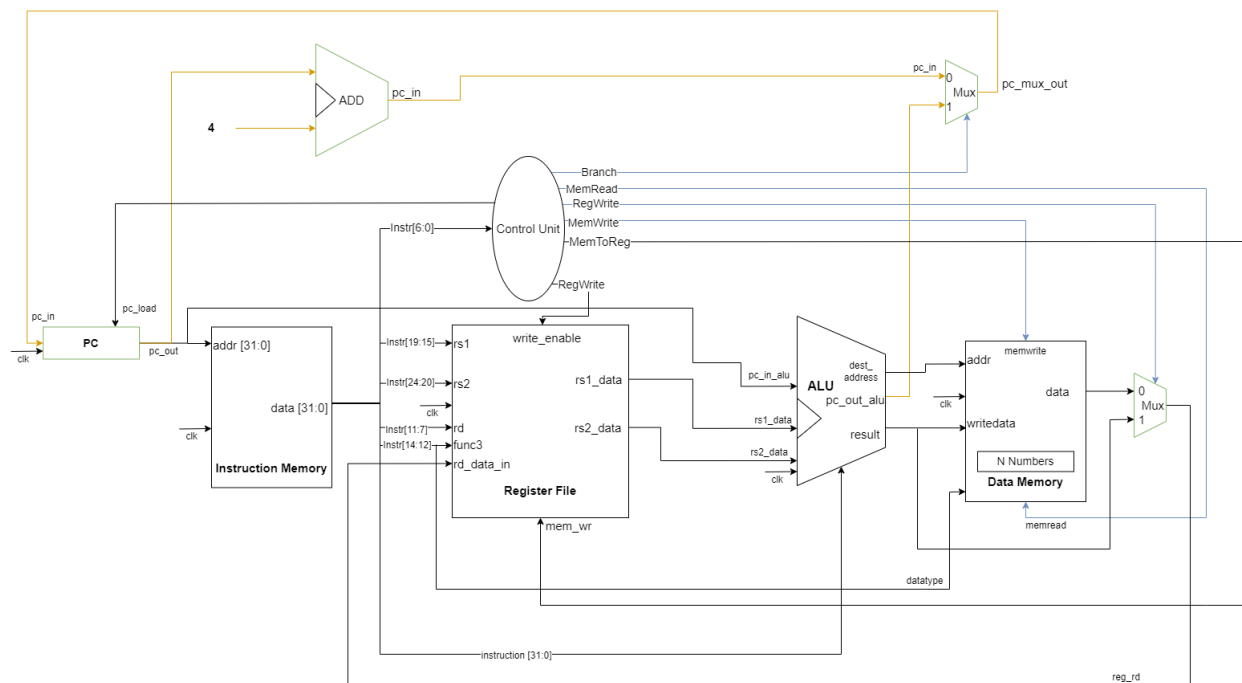 pc_in
0
pc_mux_out
pc_in
ADD
Mux
1
4
Branch
MemRead
RegWrite
MemWrite
Instr[6:0]
Control Unit
MemToReg
RegWrite
pc_load
pc_in
PC
pc_out
clk
addr [31:0]
Instr[19:15]
rs1
write_enable
memwrite
dest_
address
addr
Instr[24:20]
rs2
rs1_data
pc_in_alu
ALU
pc_out_alu
data
0
Mux
1
data [31:0]
clk
clk
rs1_data
clk
Instr[11:7]
rd
rs2_data
result
writedata
Instr[14:12]
func3
rs2_data
rd_data_in
clk
N Numbers
Instruction Memory
Register File
Data Memory
mem_wr
memread
datatype
instruction [31:0]
reg_rd